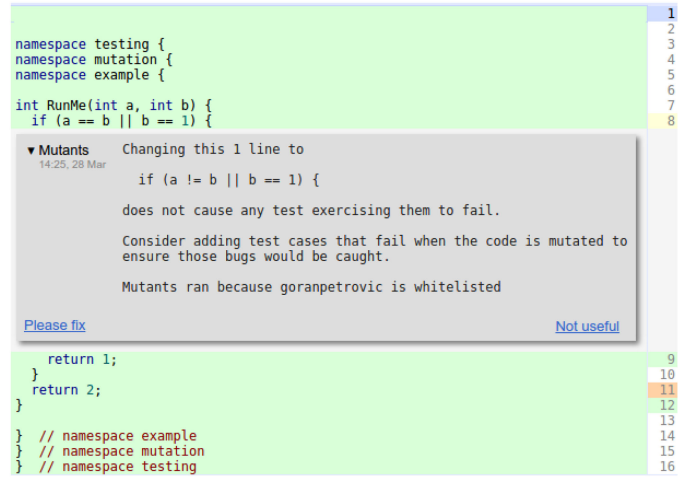 1
2
namespace testing { 3
namespace mutation { 4
namespace example { 5
6
int RunMe(int a, int b) { 7
if (a == b || b == 1) { 8
▾ Mutants
14:25, 28 Mar
Changing this 1 line to
if (a != b || b == 1) {
does not cause any test exercising them to fail.
Consider adding test cases that fail when the code is mutated to
ensure those bugs would be caught.
Mutants ran because goranpetrovic is whitelisted
Please fix Not useful
return 1; 9
} 10
return 2; 11
} 12
13
} // namespace example 14
} // namespace mutation 15
} // namespace testing 16